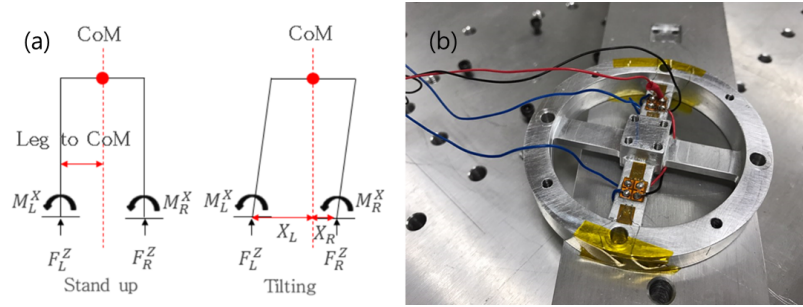 (a)
CoM
CoM
(b)
Leg to CoM
M_L^X
M_R^X
M_L^X
M_R^X
X_L
X_R
F_L^Z
F_R^Z
F_L^Z
F_R^Z
Stand up
Tilting